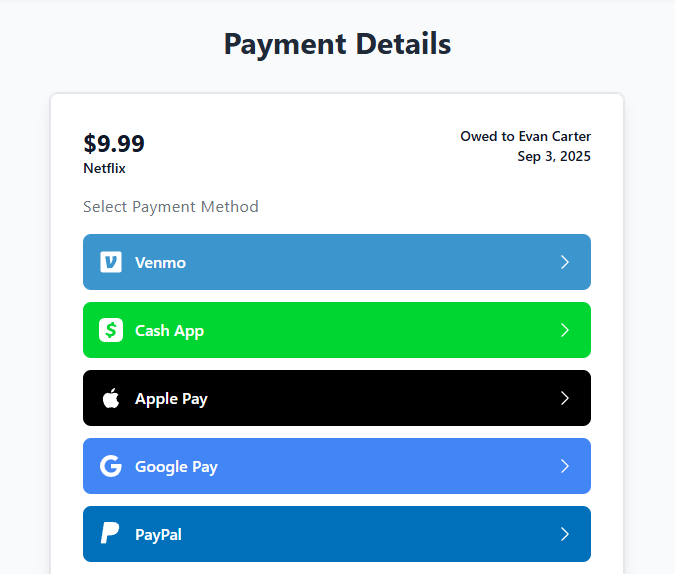 Payment Details
$9.99
Netflix
Owed to Evan Carter
Sep 3, 2025
Select Payment Method
Venmo
Cash App
Apple Pay
Google Pay
PayPal